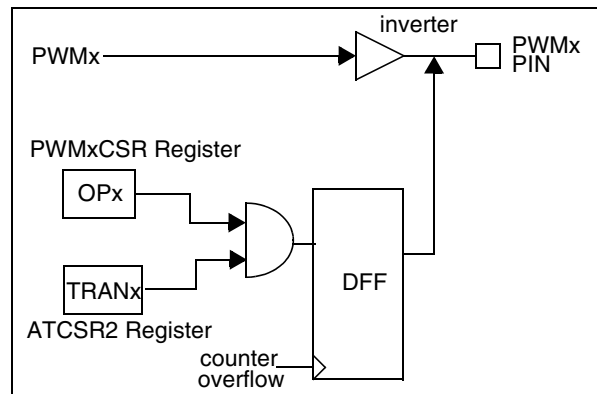 inverter
PWMx
PWMx
PIN
PWMxCSR Register
OPx
TRANx
DFF
ATCSR2 Register
counter
overflow